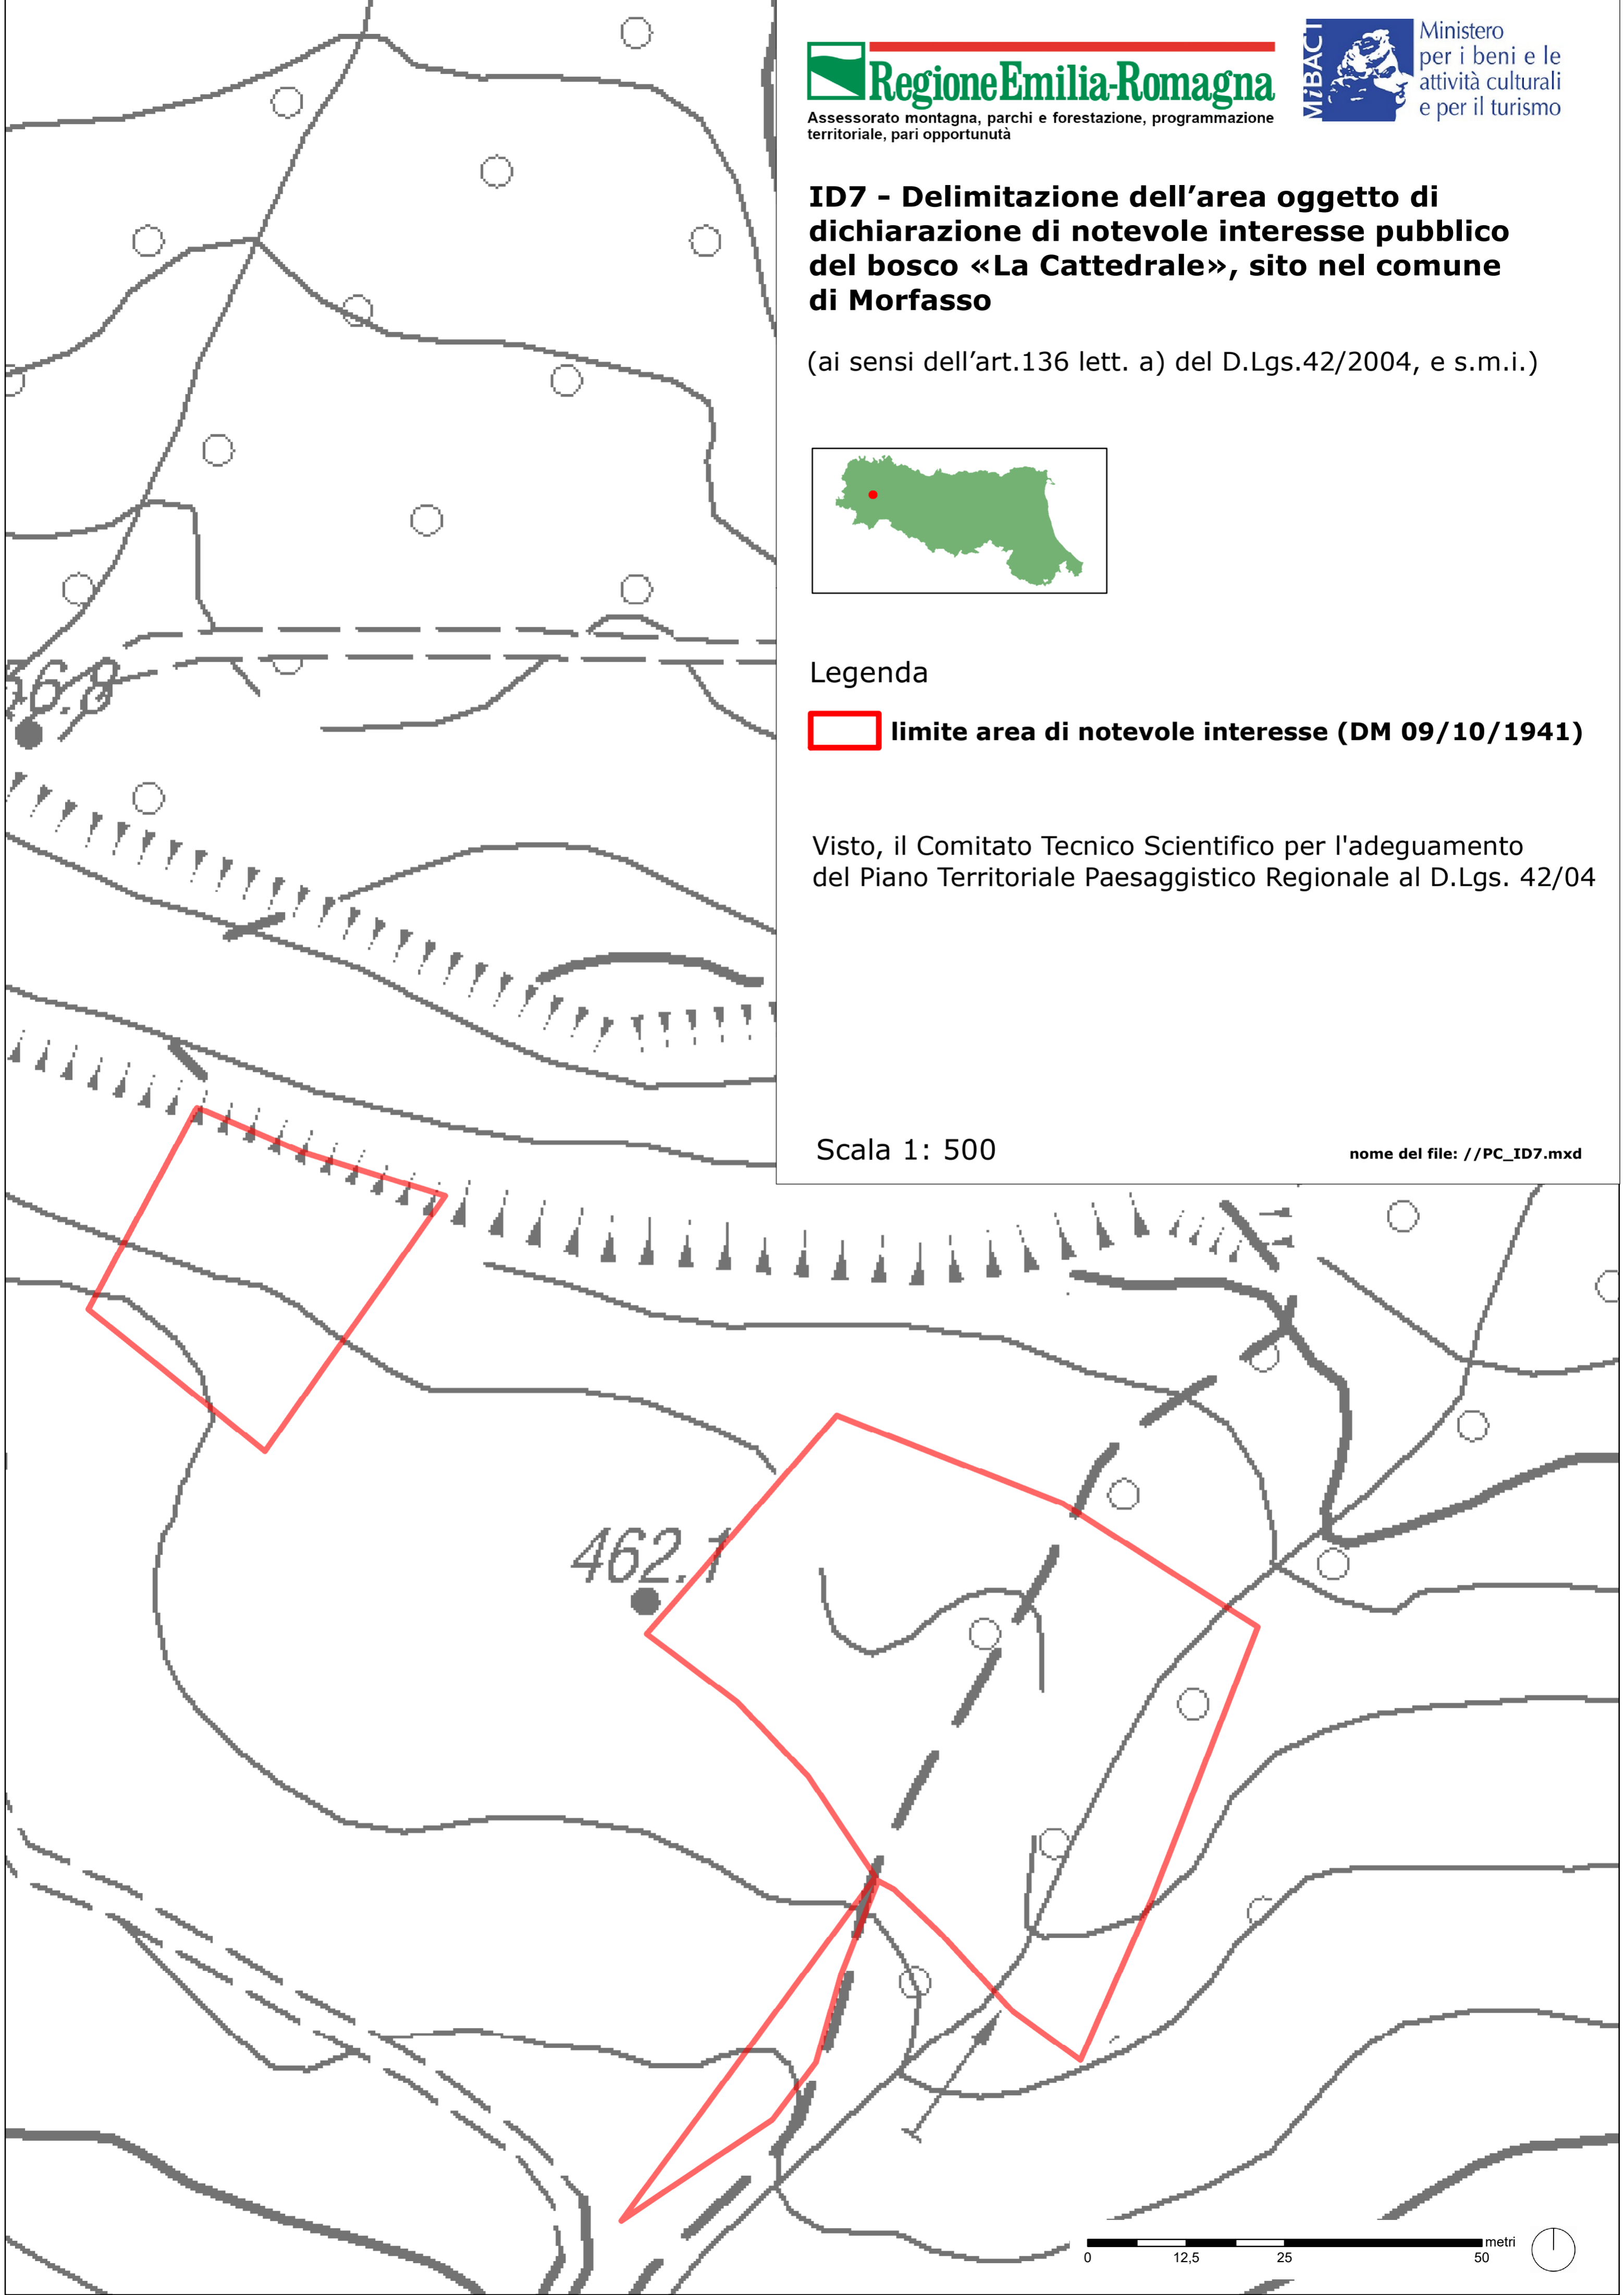 RegioneEmilia-Romagna
Assessorato montagna, parchi e forestazione, programmazione
territoriale, pari opportunutà
MiBACT
Ministero
per i beni e le
attività culturali
e per il turismo
ID7 - Delimitazione dell’area oggetto di
dichiarazione di notevole interesse pubblico
del bosco «La Cattedrale», sito nel comune
di Morfasso
(ai sensi dell’art.136 lett. a) del D.Lgs.42/2004, e s.m.i.)
Legenda
limite area di notevole interesse (DM 09/10/1941)
Visto, il Comitato Tecnico Scientifico per l'adeguamento
del Piano Territoriale Paesaggistico Regionale al D.Lgs. 42/04
Scala 1: 500
nome del file: //PC_ID7.mxd
462.1
metri
0 12,5 25 50